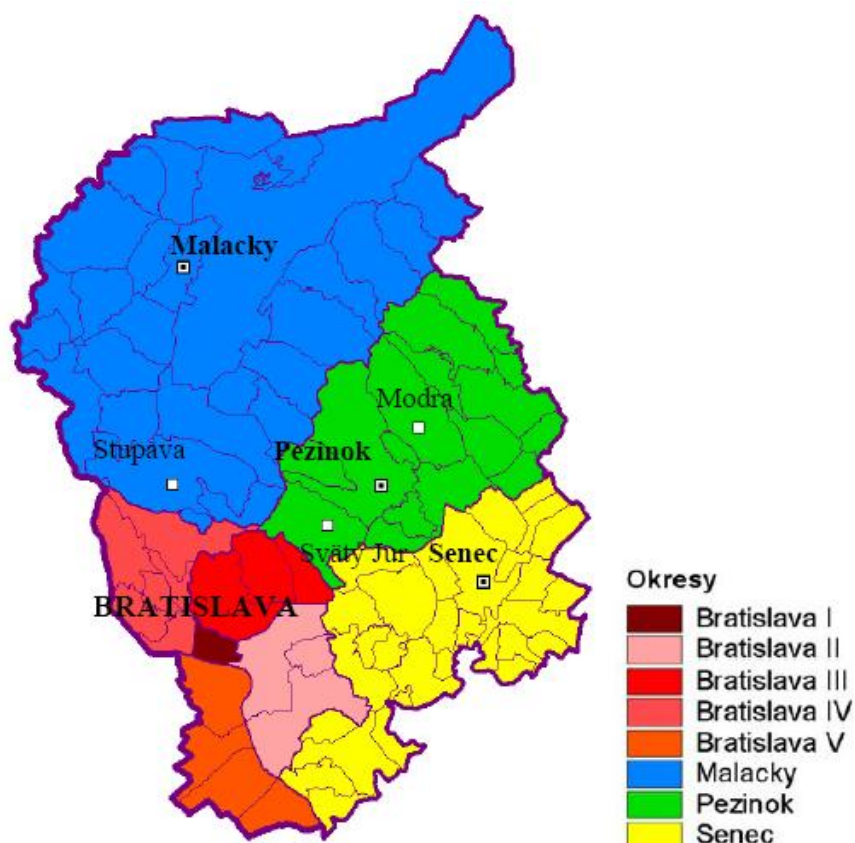 Malacky
Modra
Stupava
Pezinok
Svätý Jur
Senec
BRATISLAVA
Okresy
Bratislava I
Bratislava II
Bratislava III
Bratislava IV
Bratislava V
Malacky
Pezinok
Senec